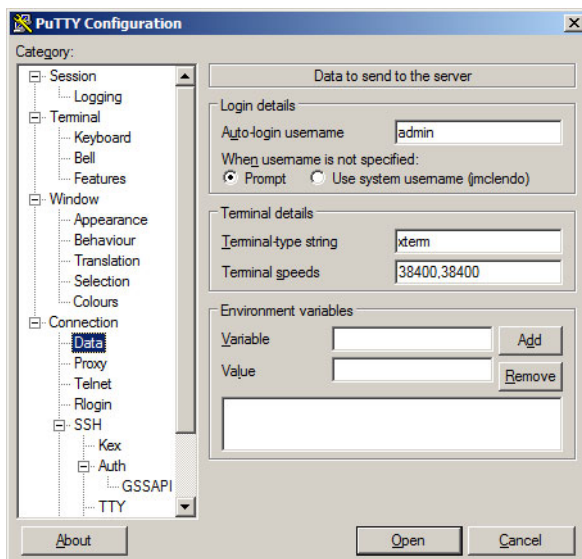 PuTTY Configuration
Category:
Session
Logging
Terminal
Keyboard
Bell
Features
Window
Appearance
Behaviour
Translation
Selection
Colours
Connection
Data
Proxy
Telnet
Rlogin
SSH
Kex
Auth
GSSAPI
TTY
Data to send to the server
Login details
Auto-login username admin
When username is not specified:
Prompt Use system username (jmclendo)
Terminal details
Terminal-type string xterm
Terminal speeds 38400,38400
Environment variables
Variable Add
Value Remove
About Open Cancel